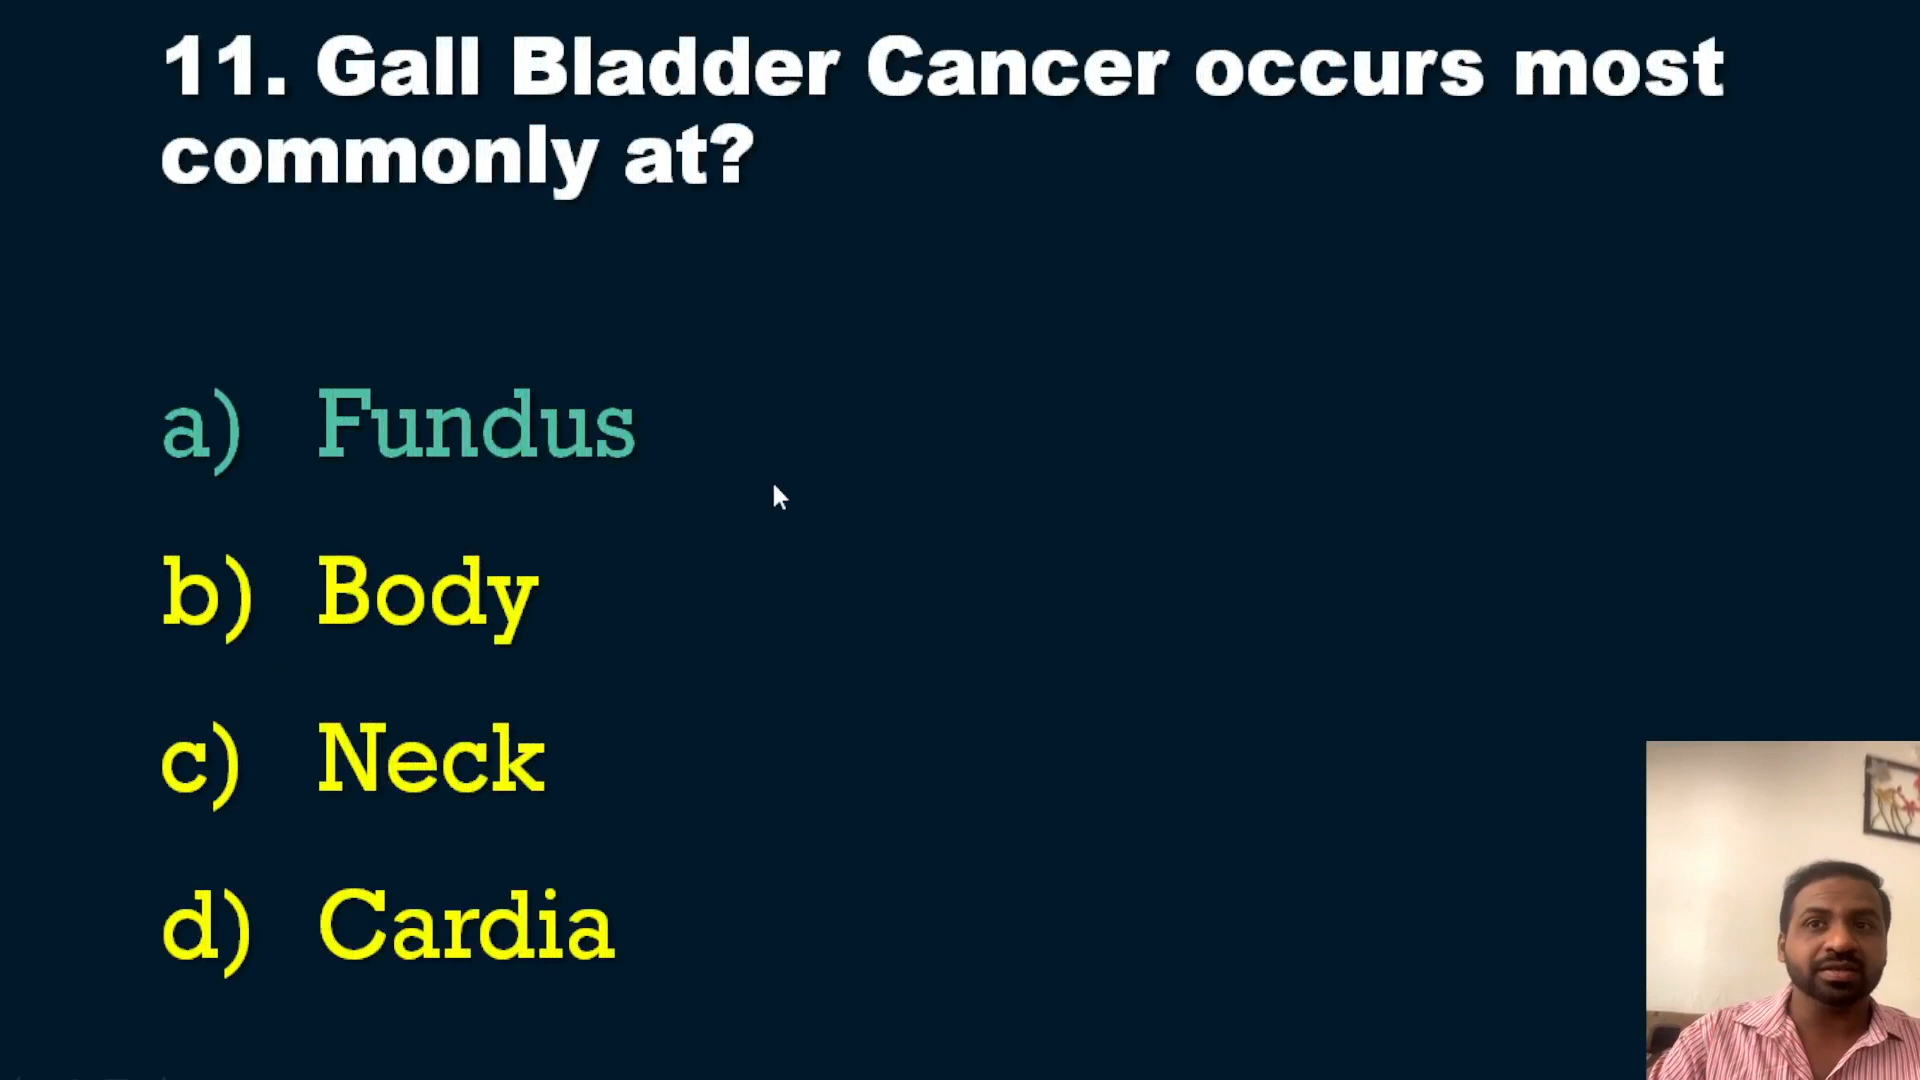 11. Gall Bladder Cancer occurs most
commonly at?
a) Fundus
b) Body
c) Neck
d) Cardia